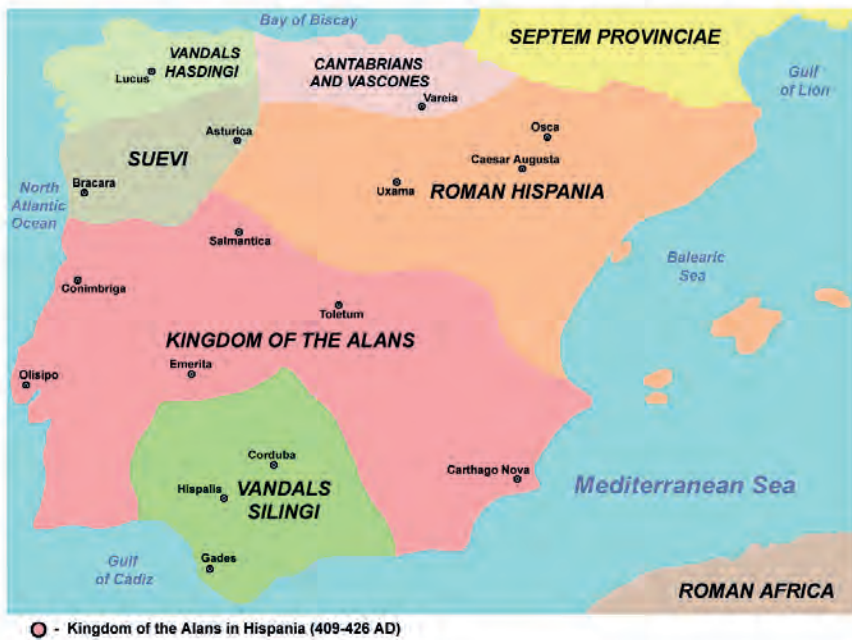 Bay of Biscay
SEPTEM PROVINCIAE
VANDALS
HASDINGI
Lucus
CANTABRIANS
AND VASCONES
Vareia
Gulf
of Lion
Asturica
Osca
SUEVI
Caesar Augusta
Bracara
Uxama
ROMAN HISPANIA
North
Atlantic
Ocean
Salmantica
Balearic
Sea
Conimbriga
Toletum
KINGDOM OF THE ALANS
Emerita
Olisipo
Corduba
Carthago Nova
Hispalis
VANDALS
SILINGI
Mediterranean Sea
Gulf
of Cádiz
Gades
ROMAN AFRICA
- Kingdom of the Alans in Hispania (409-426 AD)